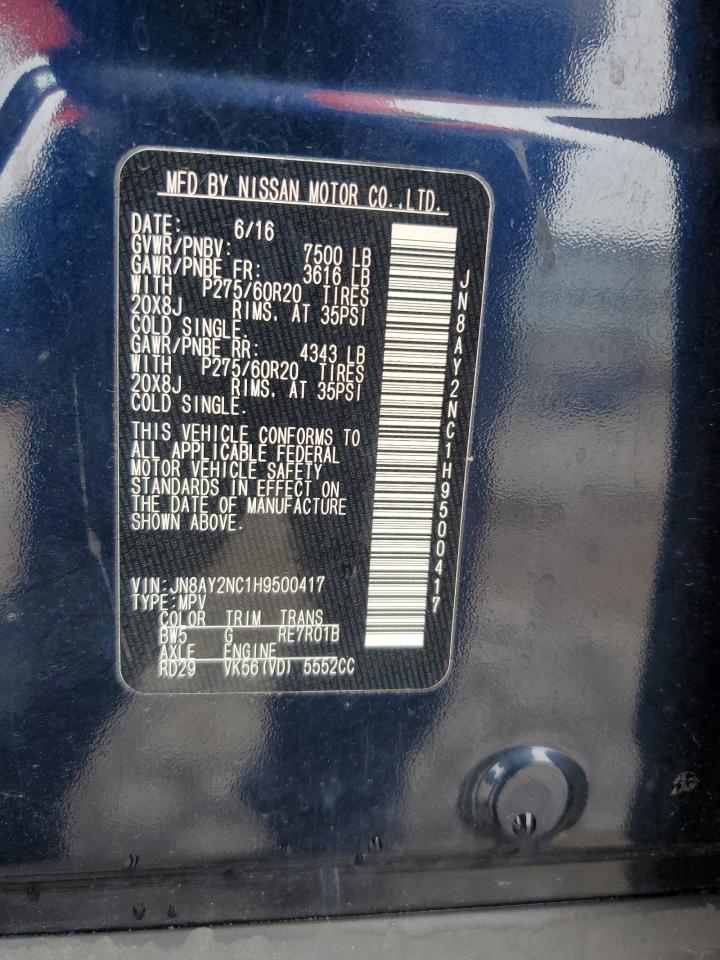 MFD BY NISSAN MOTOR CO.,LTD.
DATE: 6/16
GVWR/PNBV: 7500 LB
GAWR/PNBE FR: 3616 LB
WITH P275/60R20 TIRES
20X8J RIMS, AT 35PSI
COLD SINGLE.
GAWR/PNBE RR: 4343 LB
WITH P275/60R20 TIRES
20X8J RIMS, AT 35PSI
COLD SINGLE.
THIS VEHICLE CONFORMS TO
ALL APPLICABLE FEDERAL
MOTOR VEHICLE SAFETY
STANDARDS IN EFFECT ON
THE DATE OF MANUFACTURE
SHOWN ABOVE.
VIN:JN8AY2NC1H9500417
TYPE:MPV
COLOR TRIM TRANS
BW5 G RE7R01B
AXLE ENGINE
RD29 VK56(VD) 5552CC
JN8AY2NC1H9500417